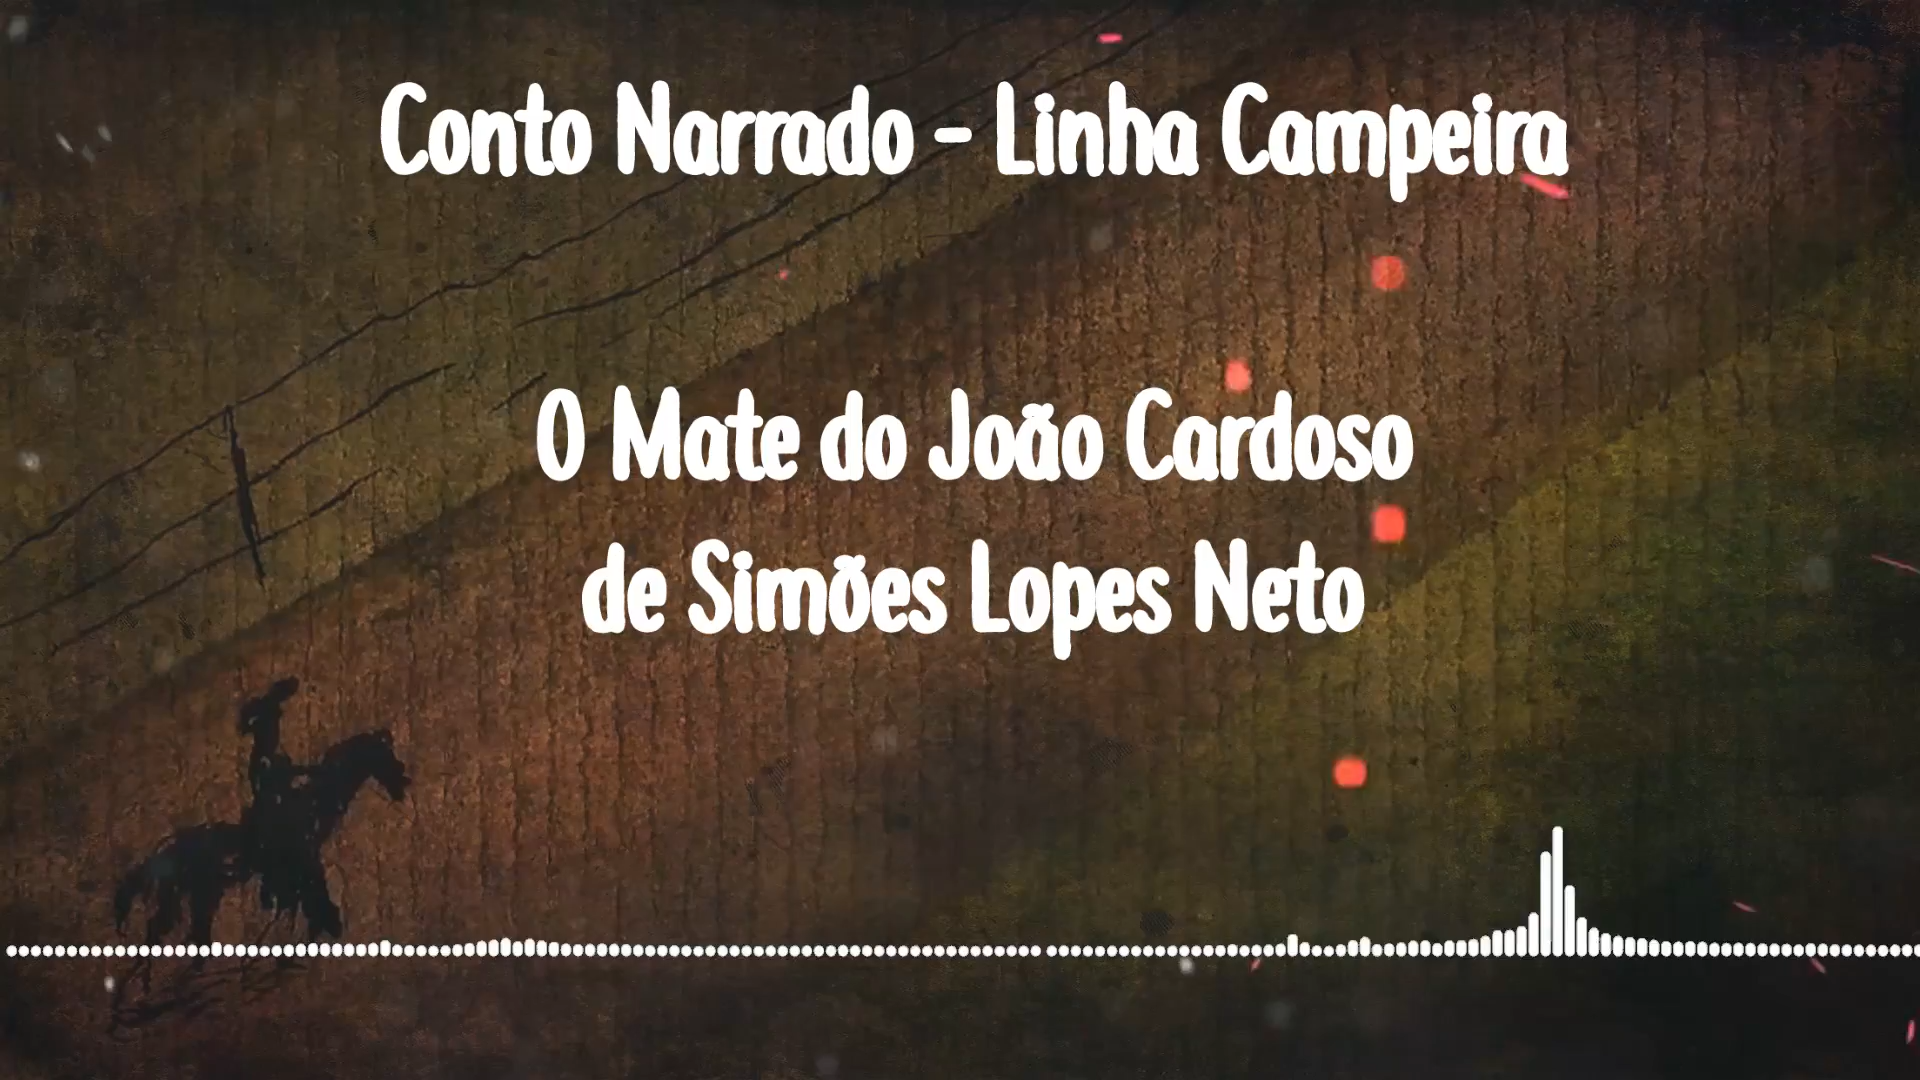 Conto Narrado - Linha Campeira
O Mate do João Cardoso
de Simões Lopes Neto